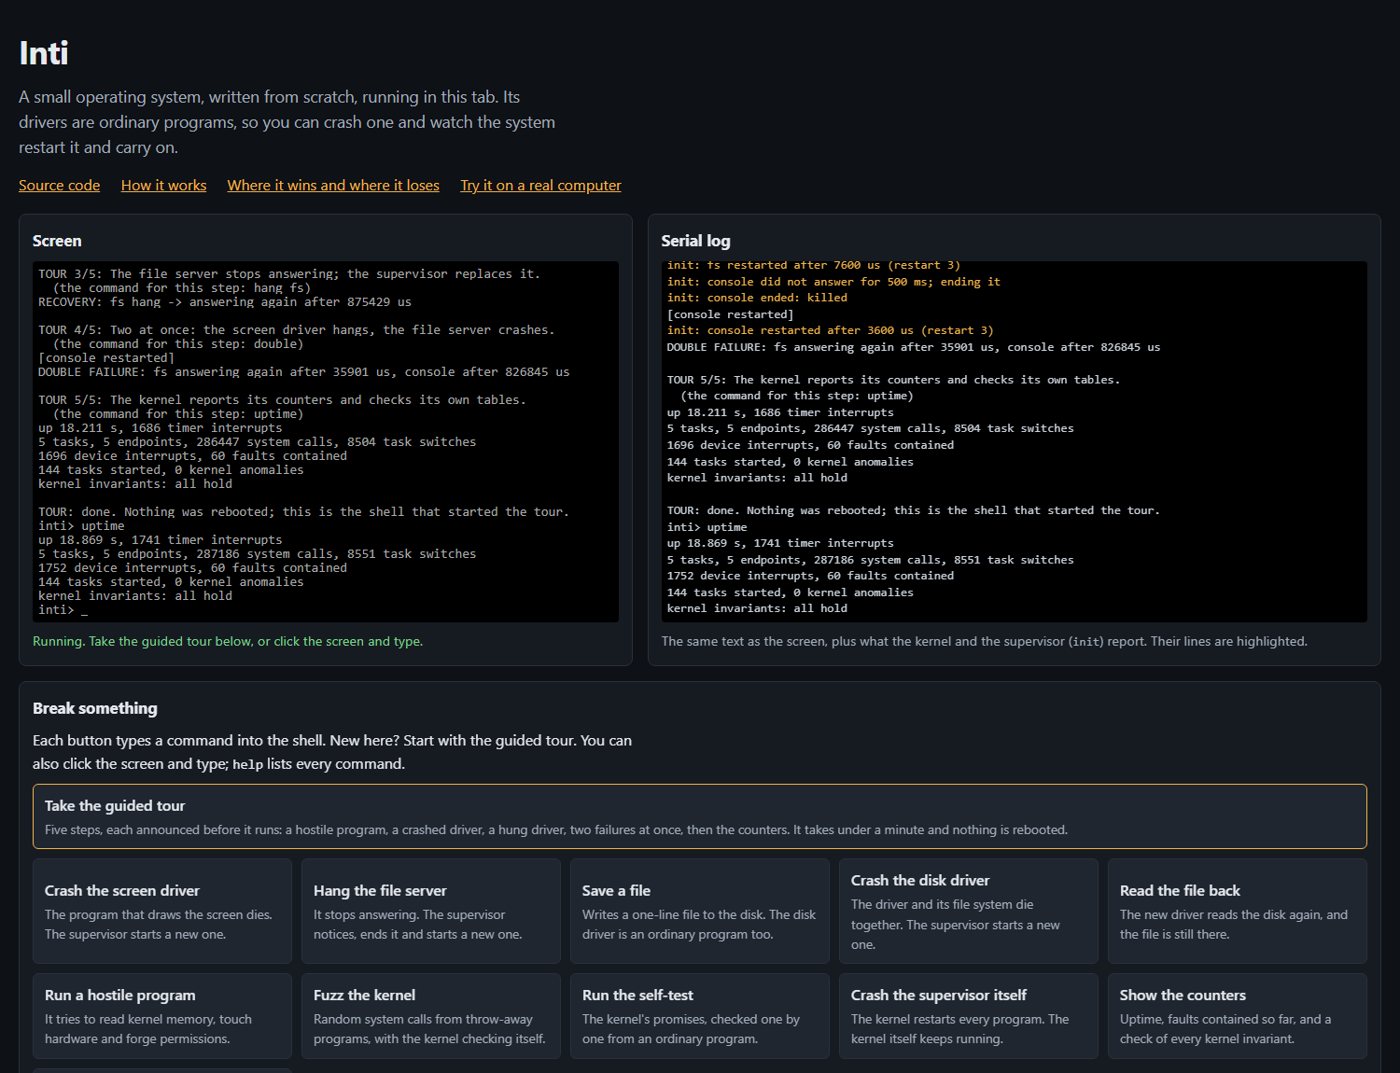 Inti
A small operating system, written from scratch, running in this tab. Its
drivers are ordinary programs, so you can crash one and watch the system
restart it and carry on.
Source code How it works Where it wins and where it loses Try it on a real computer
Screen
TOUR 3/5: The file server stops answering; the supervisor replaces it.
(the command for this step: hang fs)
RECOVERY: fs hang -> answering again after 875429 us
TOUR 4/5: Two at once: the screen driver hangs, the file server crashes.
(the command for this step: double)
[console restarted]
DOUBLE FAILURE: fs answering again after 35901 us, console after 826845 us
TOUR 5/5: The kernel reports its counters and checks its own tables.
(the command for this step: uptime)
up 18.211 s, 1686 timer interrupts
5 tasks, 5 endpoints, 286447 system calls, 8504 task switches
1696 device interrupts, 60 faults contained
144 tasks started, 0 kernel anomalies
kernel invariants: all hold
TOUR: done. Nothing was rebooted; this is the shell that started the tour.
inti> uptime
up 18.869 s, 1741 timer interrupts
5 tasks, 5 endpoints, 287186 system calls, 8551 task switches
1752 device interrupts, 60 faults contained
144 tasks started, 0 kernel anomalies
kernel invariants: all hold
inti> _
Running. Take the guided tour below, or click the screen and type.
Serial log
init: fs restarted after 7600 us (restart 3)
init: console did not answer for 500 ms; ending it
init: console ended: killed
[console restarted]
init: console restarted after 3600 us (restart 3)
DOUBLE FAILURE: fs answering again after 35901 us, console after 826845 us
TOUR 5/5: The kernel reports its counters and checks its own tables.
(the command for this step: uptime)
up 18.211 s, 1686 timer interrupts
5 tasks, 5 endpoints, 286447 system calls, 8504 task switches
1696 device interrupts, 60 faults contained
144 tasks started, 0 kernel anomalies
kernel invariants: all hold
TOUR: done. Nothing was rebooted; this is the shell that started the tour.
inti> uptime
up 18.869 s, 1741 timer interrupts
5 tasks, 5 endpoints, 287186 system calls, 8551 task switches
1752 device interrupts, 60 faults contained
144 tasks started, 0 kernel anomalies
kernel invariants: all hold
The same text as the screen, plus what the kernel and the supervisor (init) report. Their lines are highlighted.
Break something
Each button types a command into the shell. New here? Start with the guided tour. You can
also click the screen and type; help lists every command.
Take the guided tour
Five steps, each announced before it runs: a hostile program, a crashed driver, a hung driver, two failures at once, then the counters. It takes under a minute and nothing is rebooted.
Crash the screen driver
The program that draws the screen dies.
The supervisor starts a new one.
Hang the file server
It stops answering. The supervisor
notices, ends it and starts a new one.
Save a file
Writes a one-line file to the disk. The disk
driver is an ordinary program too.
Crash the disk driver
The driver and its file system die
together. The supervisor starts a new
one.
Read the file back
The new driver reads the disk again, and
the file is still there.
Run a hostile program
It tries to read kernel memory, touch
hardware and forge permissions.
Fuzz the kernel
Random system calls from throw-away
programs, with the kernel checking itself.
Run the self-test
The kernel's promises, checked one by
one from an ordinary program.
Crash the supervisor itself
The kernel restarts every program. The
kernel itself keeps running.
Show the counters
Uptime, faults contained so far, and a
check of every kernel invariant.